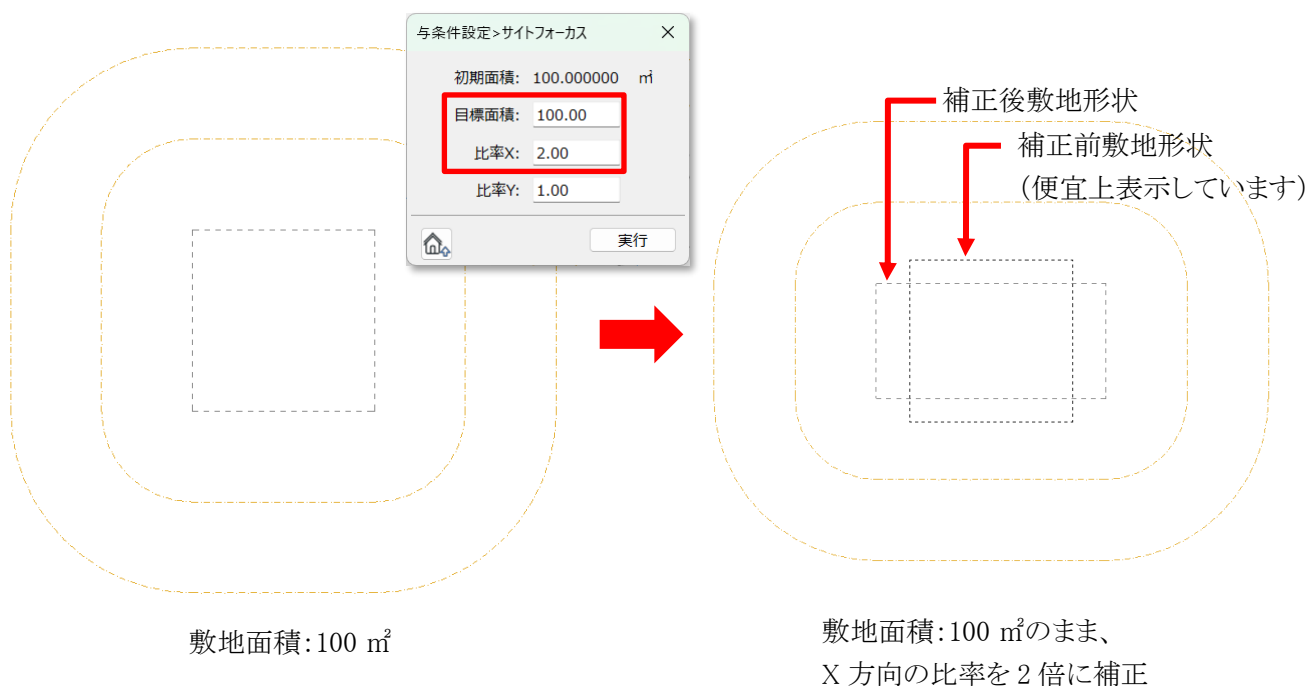 与条件設定>サイトフォーカス
初期面積: 100.000000 ㎡
目標面積: 100.00
比率X: 2.00
比率Y: 1.00
実行
補正後敷地形状
補正前敷地形状
(便宜上表示しています)
敷地面積:100 ㎡
敷地面積:100 ㎡のまま、
X 方向の比率を 2 倍に補正